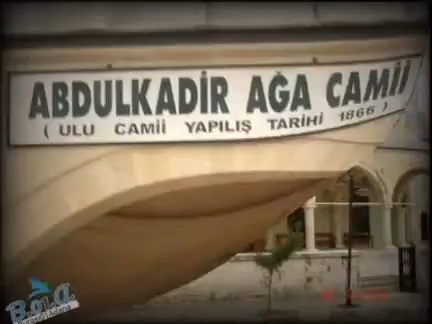 ABDULKADİR AĞA CAMİİ
( ULU CAMİİ YAPILIŞ TARİHİ 1866 )